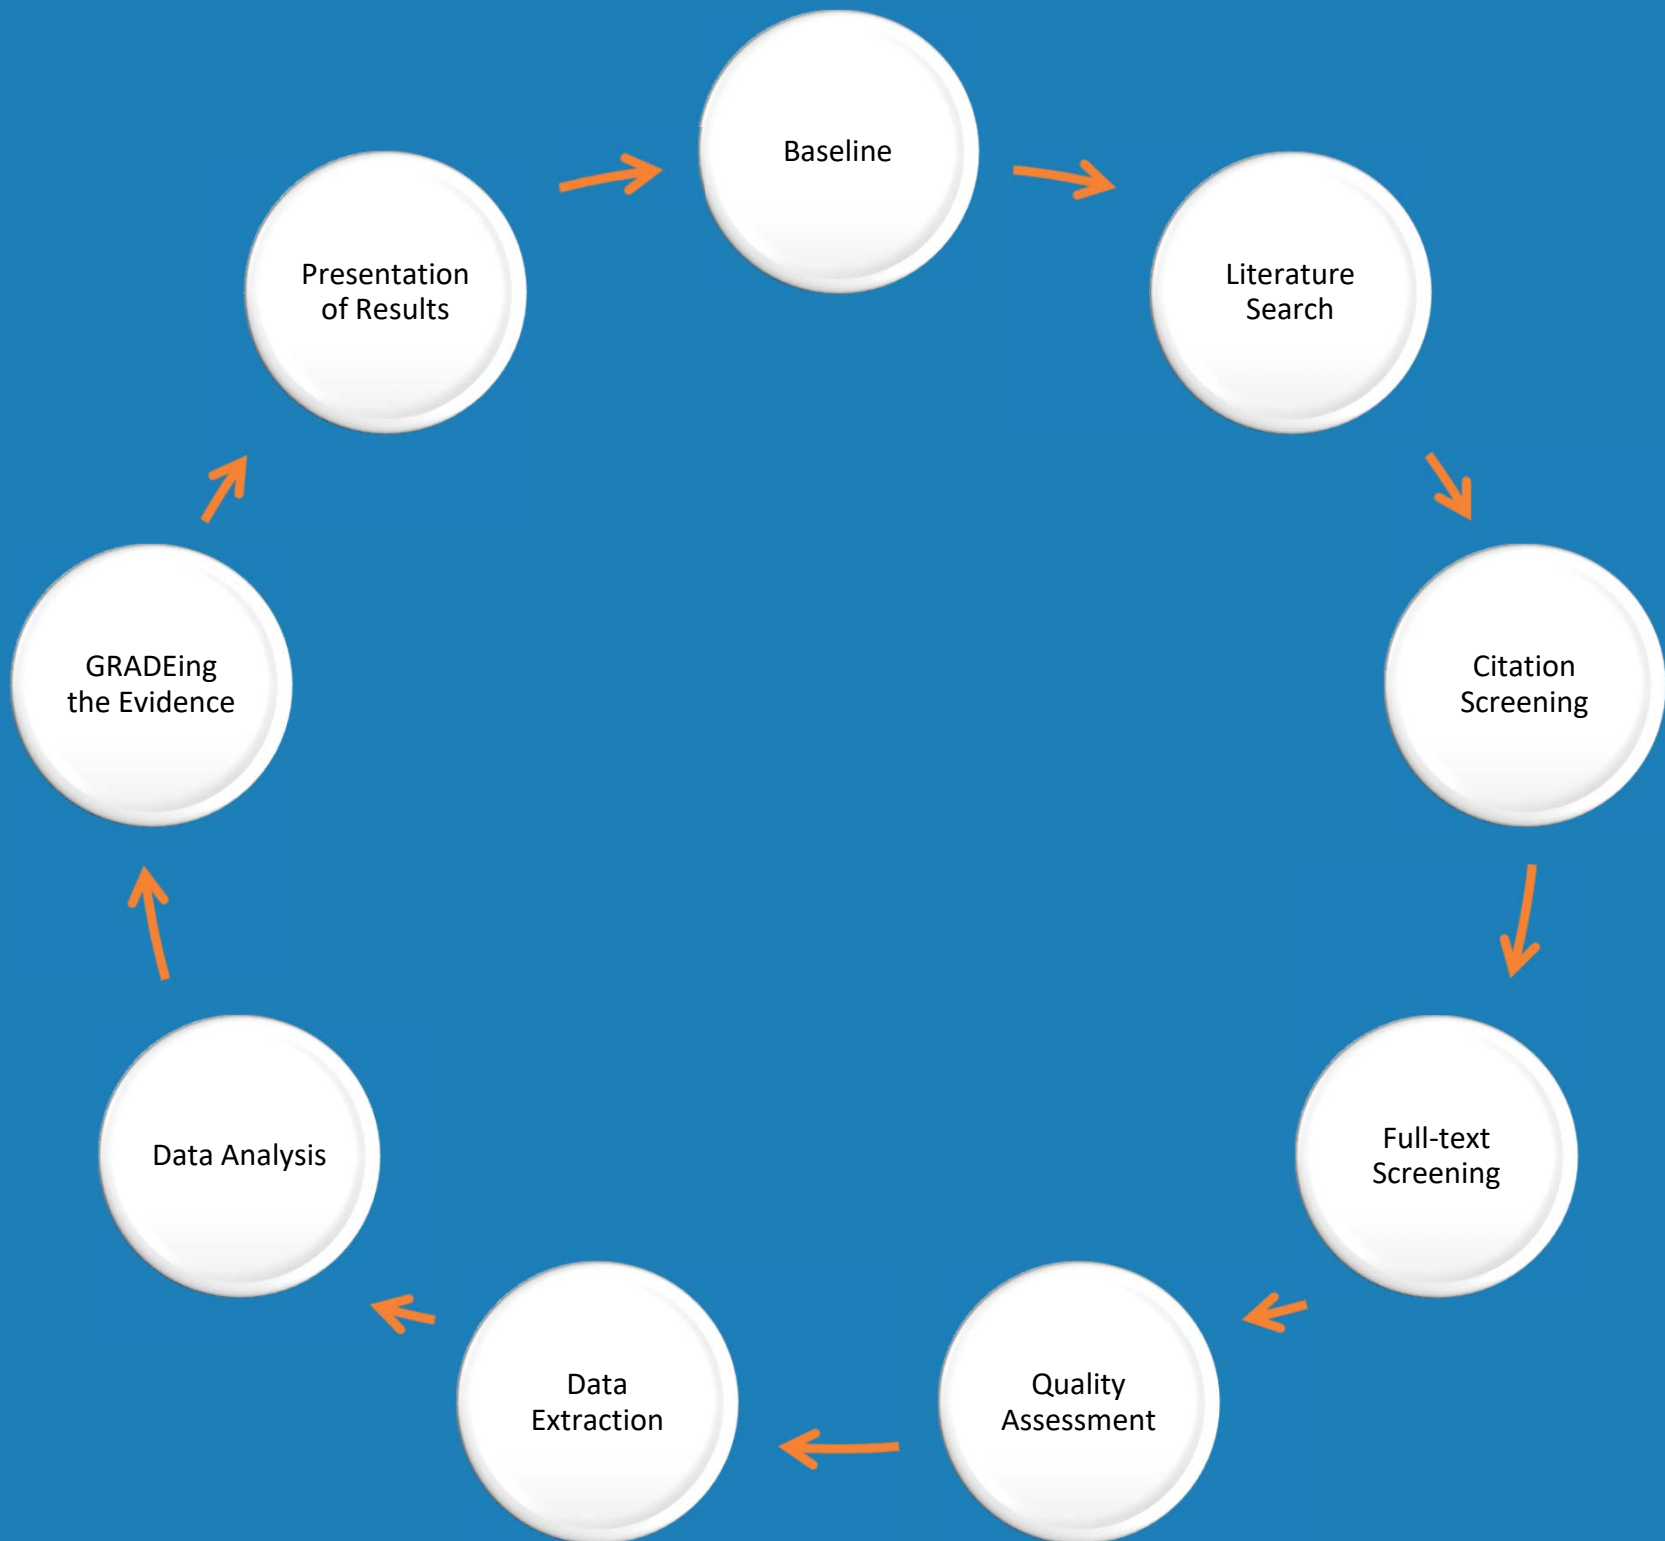 Baseline
Literature
Search
Citation
Screening
Full-text
Screening
Quality
Assessment
Data
Extraction
Data Analysis
GRADEing
the Evidence
Presentation
of Results